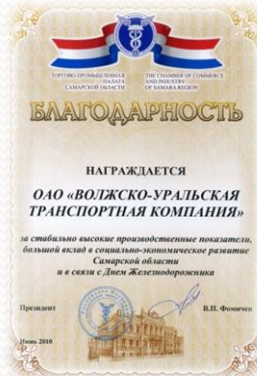 ТОРГОВО-ПРОМЫШЛЕННАЯ
ПАЛАТА
САМАРСКОЙ ОБЛАСТИ
THE CHAMBER OF COMMERCE
AND INDUSTRY
OF SAMARA REGION
БЛАГОДАРНОСТЬ
НАГРАЖДАЕТСЯ
ОАО «ВОЛЖСКО-УРАЛЬСКАЯ
ТРАНСПОРТНАЯ КОМПАНИЯ»
за стабильно высокие производственные показатели,
большой вклад в социально-экономическое развитие
Самарской области
и в связи с Днем Железнодорожника
Президент
В.П. Фомичев
2010